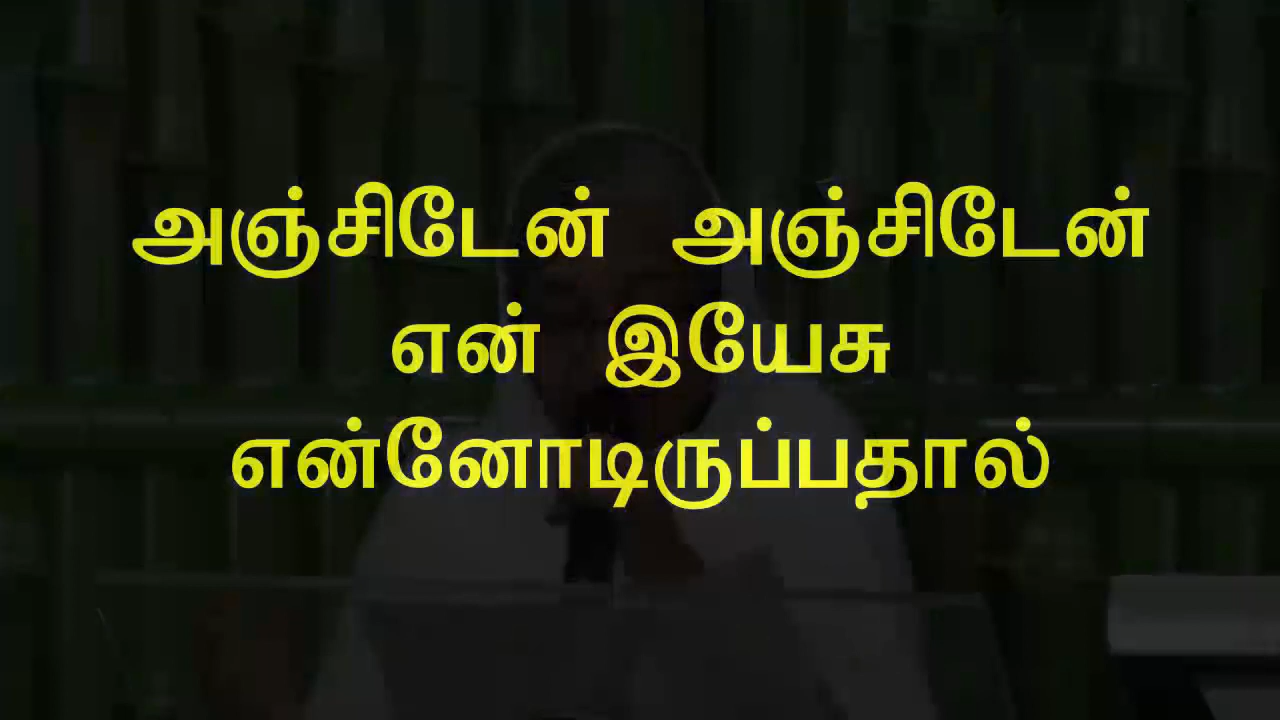 அஞ்சிடேன் அஞ்சிடேன்
என் இயேசு
என்னோடிருப்பதால்